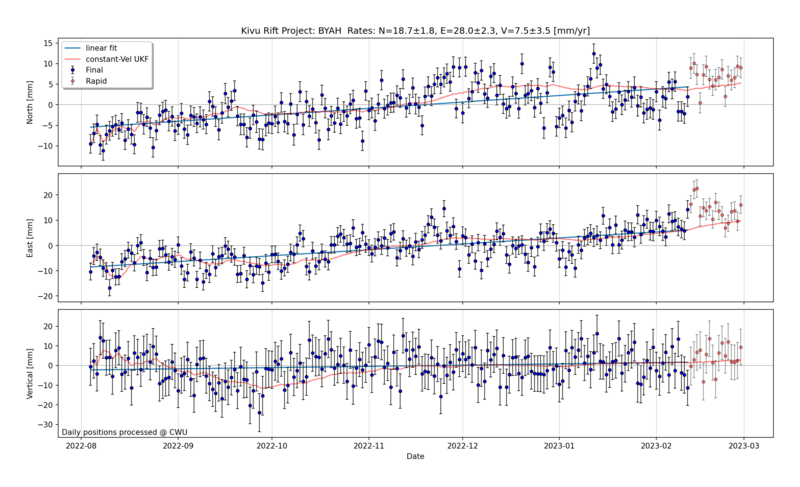 Kivu Rift Project: BYAH  Rates: N=18.7±1.8, E=28.0±2.3, V=7.5±3.5 [mm/yr]
linear fit
constant-Vel UKF
Final
Rapid
North [mm]
15
10
5
0
−5
−10
East [mm]
20
10
0
−10
−20
Vertical [mm]
20
10
0
−10
−20
−30
Daily positions processed @ CWU
2022-08
2022-09
2022-10
2022-11
2022-12
2023-01
2023-02
2023-03
Date